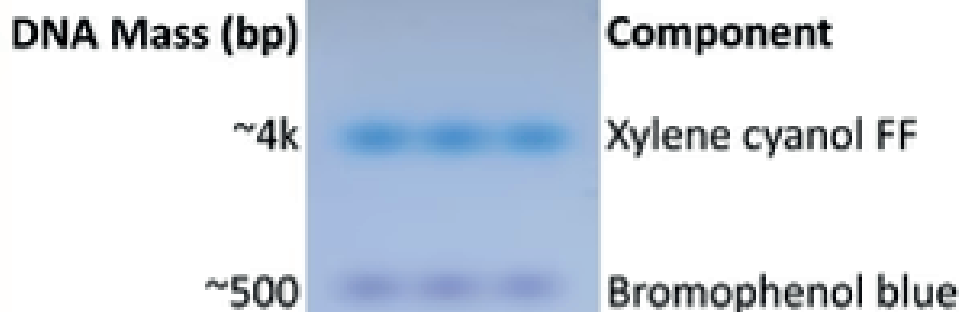 DNA Mass (bp) Component
~4k Xylene cyanol FF
~500 Bromophenol blue